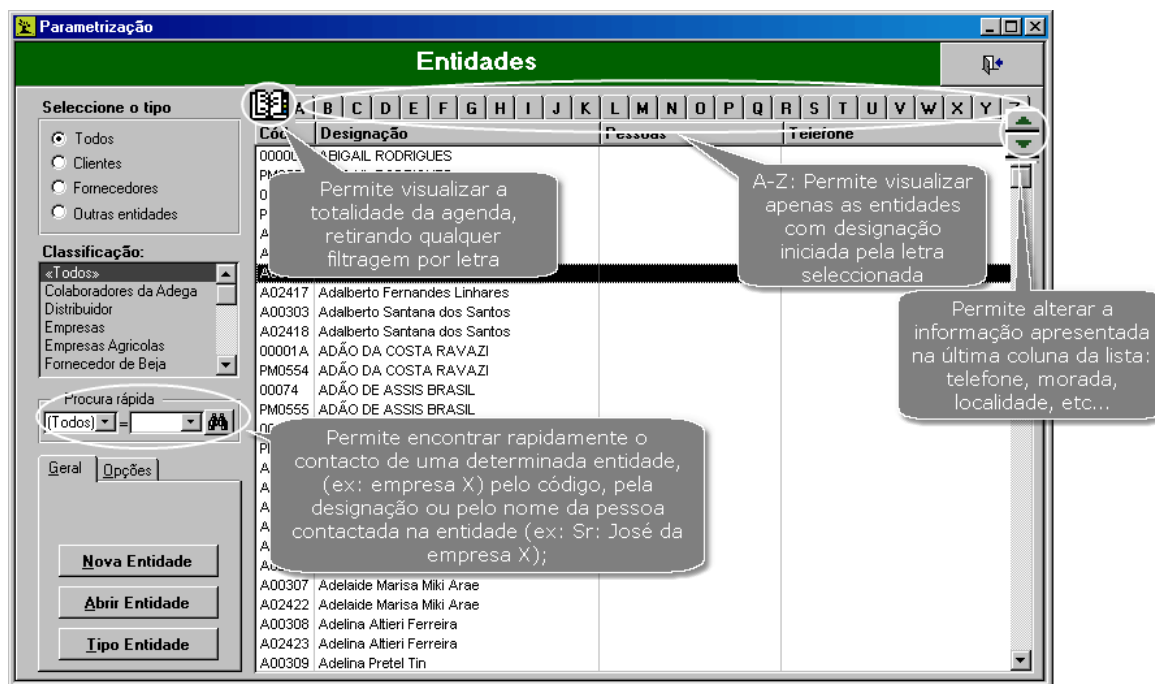 Parametrização
Entidades
Seleccione o tipo
Todos
Clientes
Fornecedores
Outras entidades
Classificação:
«Todos»
Colaboradores da Adega
Distribuidor
Empresas
Empresas Agricolas
Fornecedor de Beja
Procura rápida
(Todos) =
Geral Opções
Nova Entidade
Abrir Entidade
Tipo Entidade
A B C D E F G H I J K L M N O P Q R S T U V W X Y Z
Designação Pessoas Telefone
ABIGAIL RODRIGUES
A02417 Adalberto Fernandes Linhares
A00303 Adalberto Santana dos Santos
A02418 Adalberto Santana dos Santos
00001A ADÃO DA COSTA RAVAZI
PM0554 ADÃO DA COSTA RAVAZI
00074 ADÃO DE ASSIS BRASIL
PM0555 ADÃO DE ASSIS BRASIL
A00307 Adelaide Marisa Miki Arae
A02422 Adelaide Marisa Miki Arae
A00308 Adelina Altieri Ferreira
A02423 Adelina Altieri Ferreira
A00309 Adelina Pretel Tin
Permite visualizar a
totalidade da agenda,
retirando qualquer
filtragem por letra
A-Z: Permite visualizar
apenas as entidades
com designação
iniciada pela letra
seleccionada
Permite alterar a
informação apresentada
na última coluna da lista:
telefone, morada,
localidade, etc...
Permite encontrar rapidamente o
contacto de uma determinada entidade,
(ex: empresa X) pelo código, pela
designação ou pelo nome da pessoa
contactada na entidade (ex: Sr: José da
empresa X);